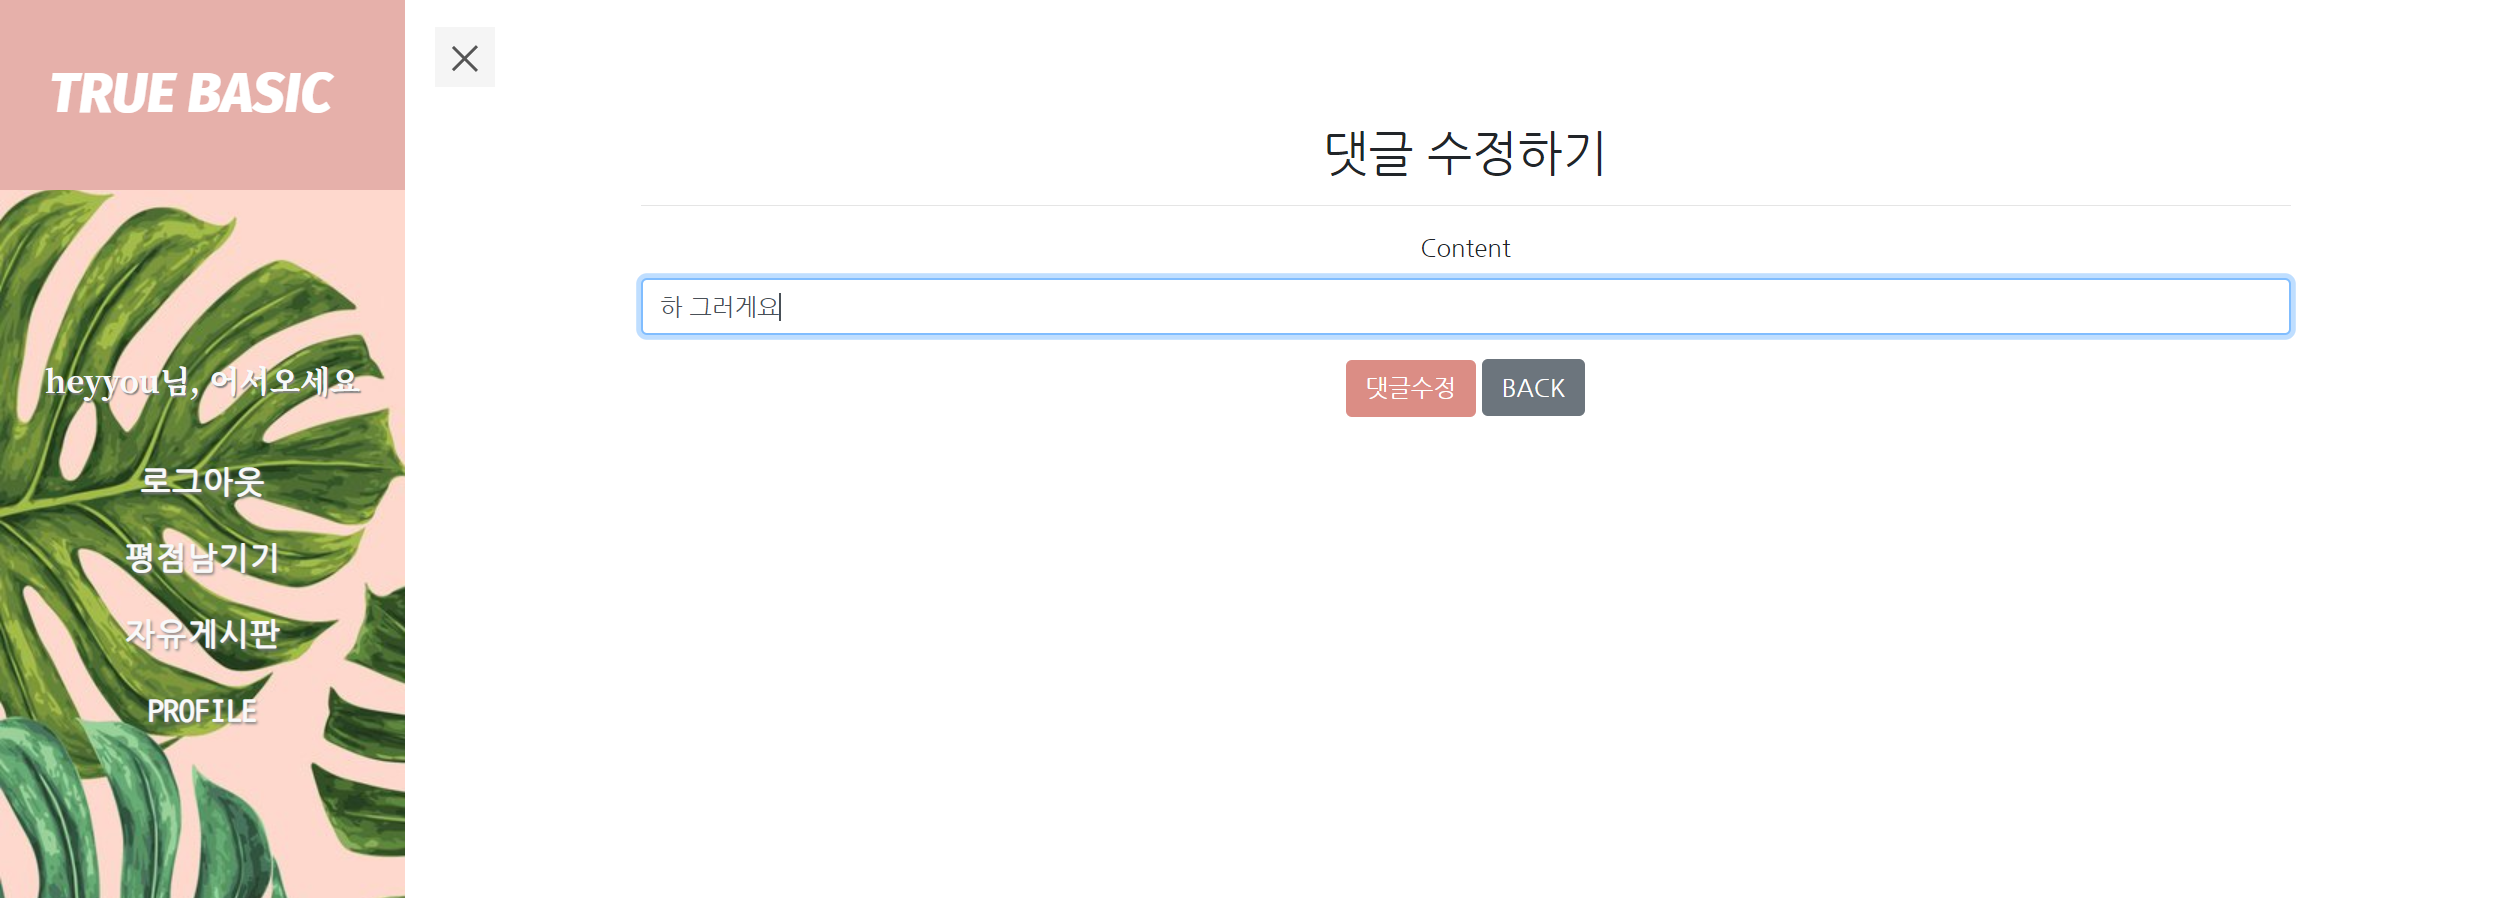 TRUE BASIC
heyyou님, 어서오세요
로그아웃
평점남기기
자유게시판
PROFILE
댓글 수정하기
Content
하 그러게요
댓글수정 BACK